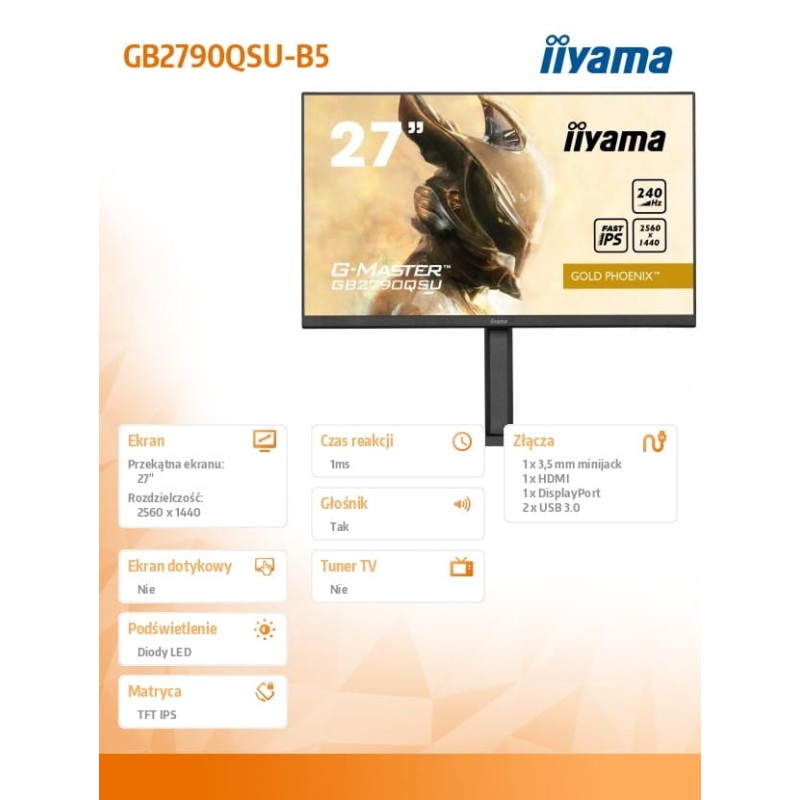 GB2790QSU-B5
iiyama
27"
iiyama
240
Hz
FAST
IPS
2560
x
1440
G-MASTER™
GB2790QSU
GOLD PHOENIX™
iiyama
Ekran
Przekątna ekranu:
27"
Rozdzielczość:
2560 x 1440
Czas reakcji
1ms
Złącza
1 x 3,5 mm minijack
1 x HDMI
1 x DisplayPort
2 x USB 3.0
Głośnik
Tak
Ekran dotykowy
Nie
Tuner TV
Nie
Podświetlenie
Diody LED
Matryca
TFT IPS